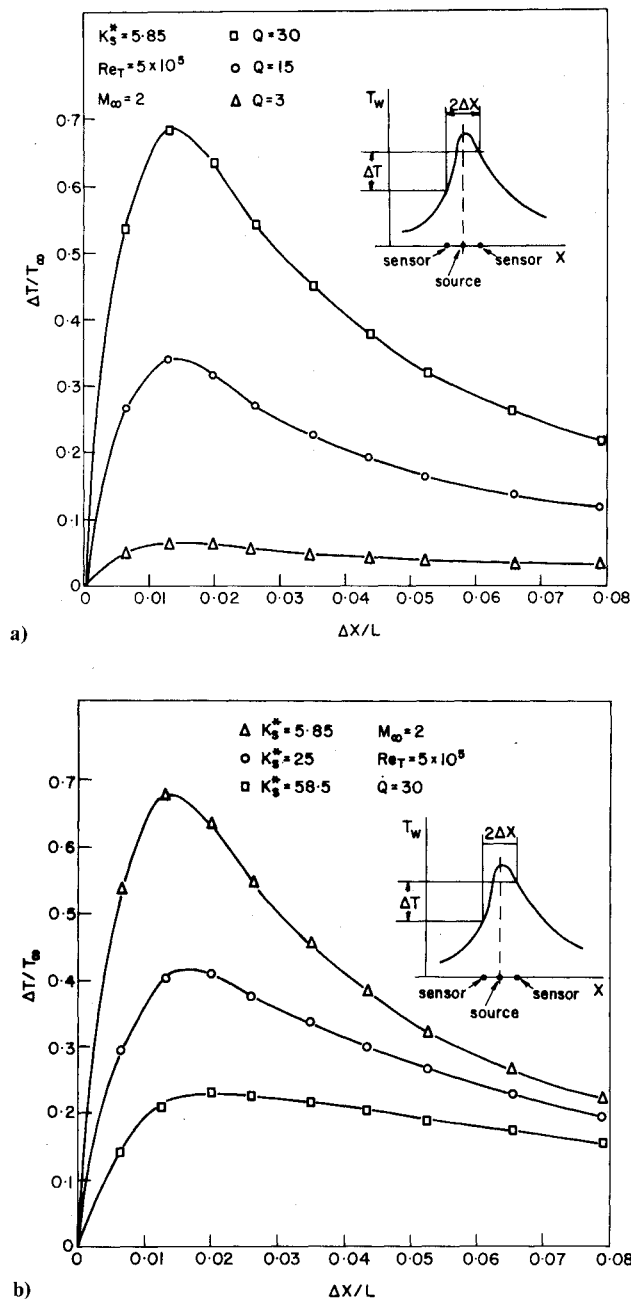 K*s=5·85 □ Q=30
ReT=5×10⁵ ○ Q=15
M∞=2 △ Q=3
0·7
0·6
0·5
0·4
0·3
0·2
0·1
0
ΔT/T∞
Tw
2ΔX
ΔT
sensor
source
sensor
X
0 0·01 0·02 0·03 0·04 0·05 0·06 0·07 0·08
ΔX/L
a)
△ K*s=5·85 M∞=2
○ K*s=25 ReT=5×10⁵
□ K*s=58·5 Q=30
0·7
0·6
0·5
0·4
0·3
0·2
0·1
0
ΔT/T∞
Tw
2ΔX
ΔT
sensor
source
sensor
X
0 0·01 0·02 0·03 0·04 0·05 0·06 0·07 0·08
ΔX/L
b)